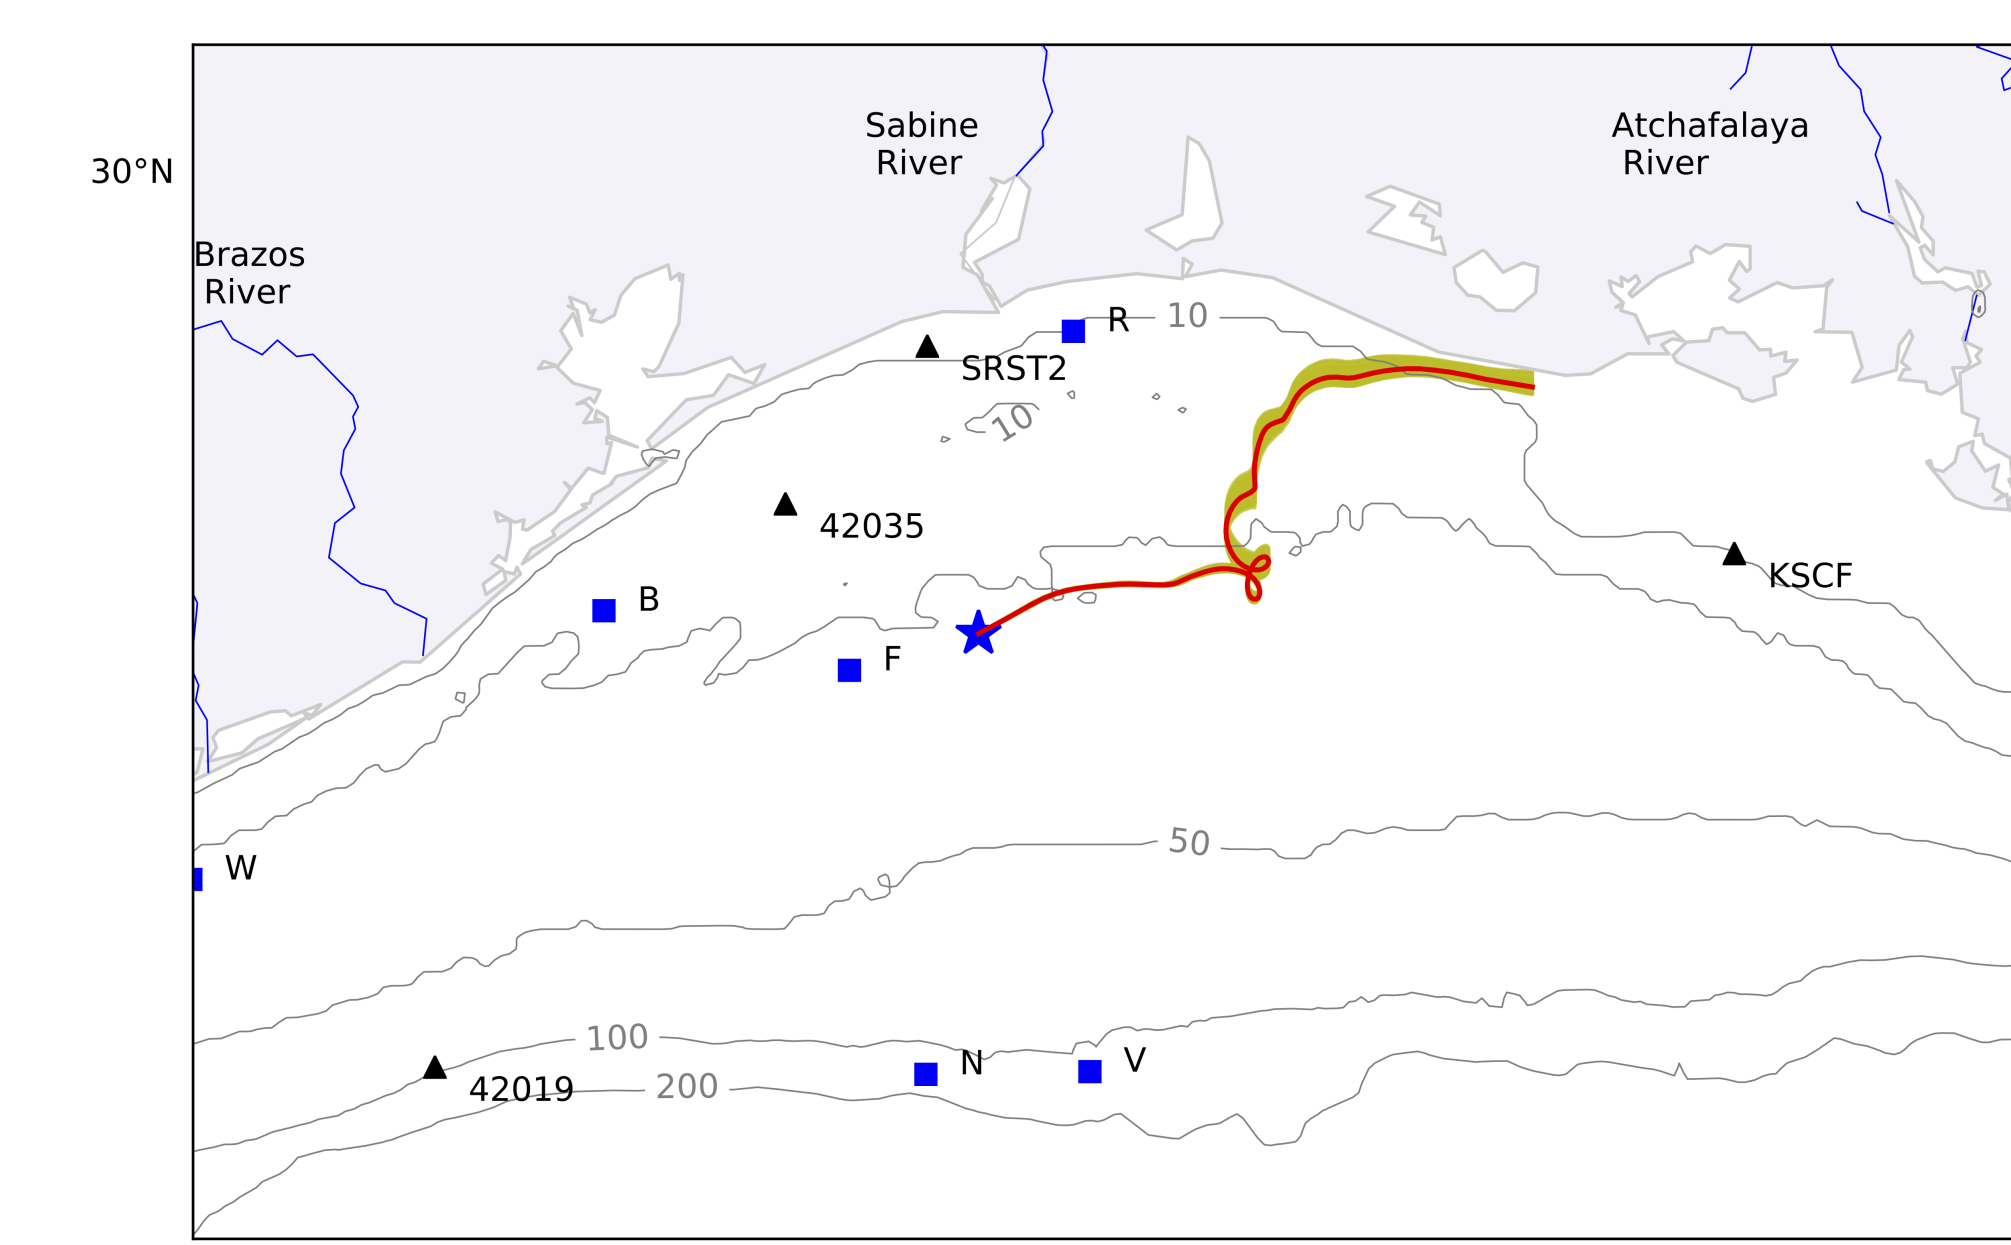 Sabine
River
Atchafalaya
River
30°N
Brazos
River
R
10
SRST2
10
42035
KSCF
B
F
50
W
100
N
V
42019
200